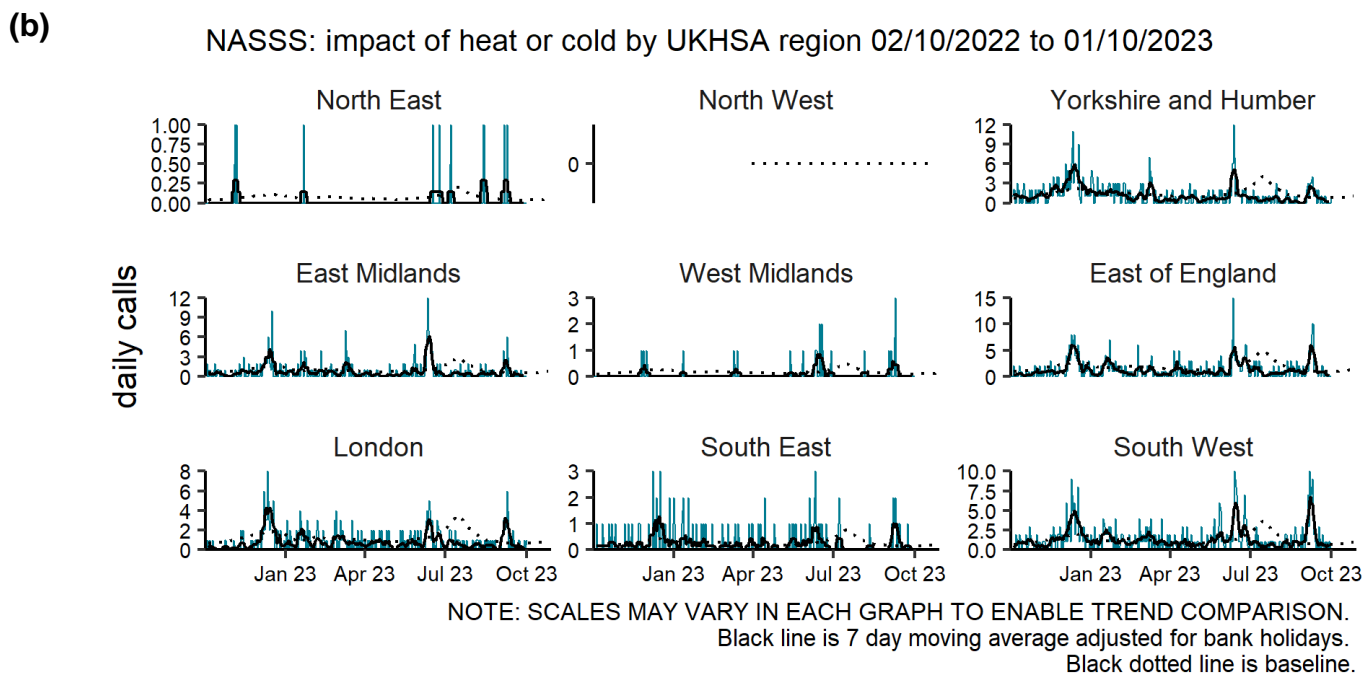 (b)
NASSS: impact of heat or cold by UKHSA region 02/10/2022 to 01/10/2023
daily calls
North East
1.00
0.75
0.50
0.25
0.00
North West
0
Yorkshire and Humber
12
9
6
3
0
East Midlands
12
9
6
3
0
West Midlands
3
2
1
0
East of England
15
10
5
0
London
8
6
4
2
0
Jan 23 Apr 23 Jul 23 Oct 23
South East
3
2
1
0
Jan 23 Apr 23 Jul 23 Oct 23
South West
10.0
7.5
5.0
2.5
0.0
Jan 23 Apr 23 Jul 23 Oct 23
NOTE: SCALES MAY VARY IN EACH GRAPH TO ENABLE TREND COMPARISON.
Black line is 7 day moving average adjusted for bank holidays.
Black dotted line is baseline.